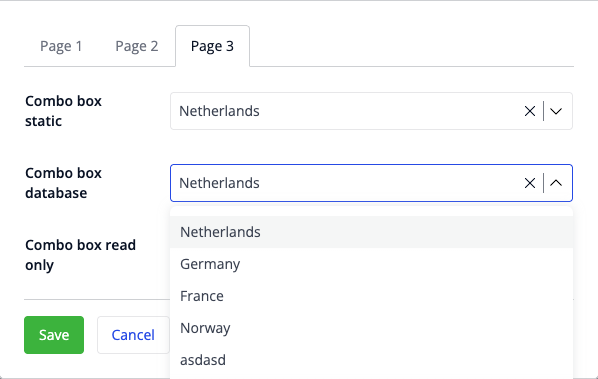 Page 1 Page 2 Page 3
Combo box
static
Netherlands
Combo box
database
Netherlands
Netherlands
Germany
France
Norway
asdasd
Combo box read
only
Save Cancel